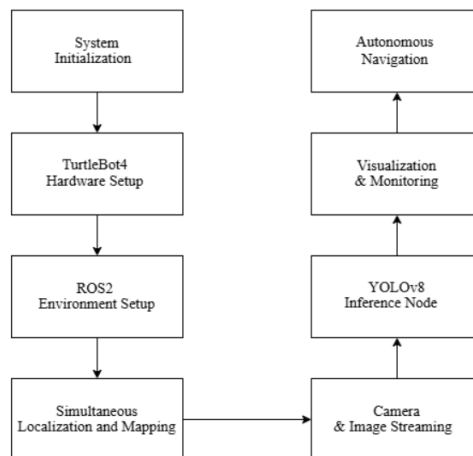 System
Initialization
TurtleBot4
Hardware Setup
ROS2
Environment Setup
Simultaneous
Localization and Mapping
Camera
& Image Streaming
YOLOv8
Inference Node
Visualization
& Monitoring
Autonomous
Navigation